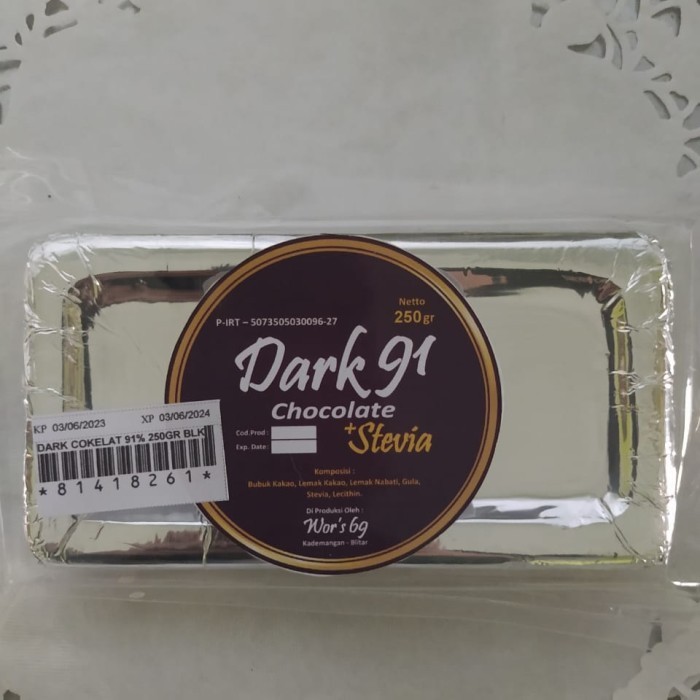 Netto
250gr
P-IRT – 5073505030096-27
Dark 91
Chocolate
+Stevia
Cod.Prod :
Exp. Date:
Komposisi :
Bubuk Kakao, Lemak Kakao, Lemak Nabati, Gula,
Stevia, Lecithin.
Di Produksi Oleh :
Wor's 69
Kademangan - Blitar
KP 03/06/2023 XP 03/06/2024
DARK COKELAT 91% 250GR BLK
*81418261*